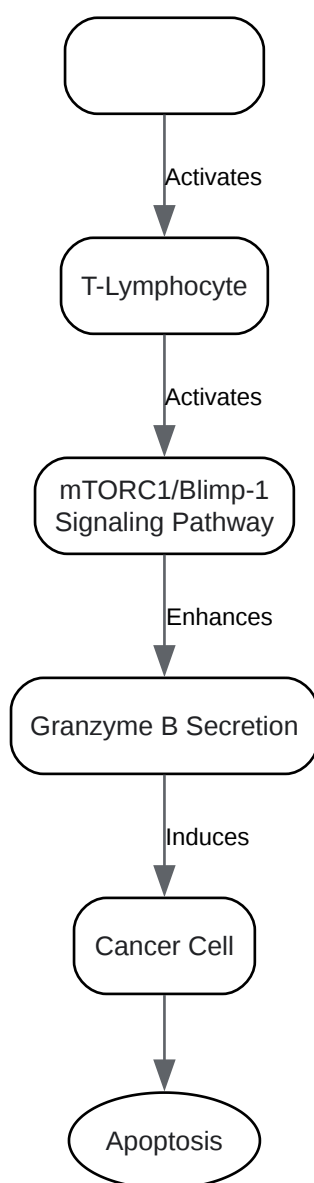 Activates
T-Lymphocyte
Activates
mTORC1/Blimp-1
Signaling Pathway
Enhances
Granzyme B Secretion
Induces
Cancer Cell
Apoptosis